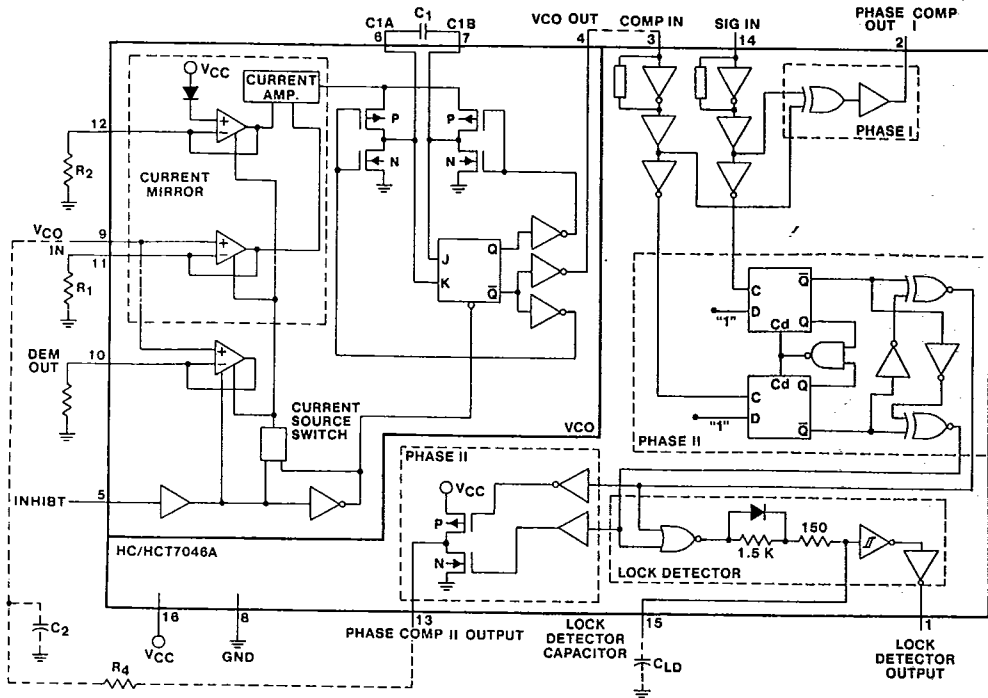 C1
C1A
C1B
6
7
VCO OUT
4
COMP IN
3
SIG IN
14
PHASE COMP
OUT I
2
VCC
CURRENT
AMP.
12
R2
CURRENT
MIRROR
P
P
N
N
PHASE I
VCO
IN
9
11
R1
J
K
Q
Q̅
C
D
"1"
Q̅
Q
Cd
Cd
C
D
"1"
Q
Q̅
PHASE II
DEM
OUT
10
CURRENT
SOURCE
SWITCH
VCO
INHIBT
5
PHASE II
VCC
P
N
1.5 K
150
LOCK DETECTOR
HC/HCT7046A
16
VCC
8
GND
13
PHASE COMP II OUTPUT
LOCK
DETECTOR
CAPACITOR
15
CLD
1
LOCK
DETECTOR
OUTPUT
C2
R4